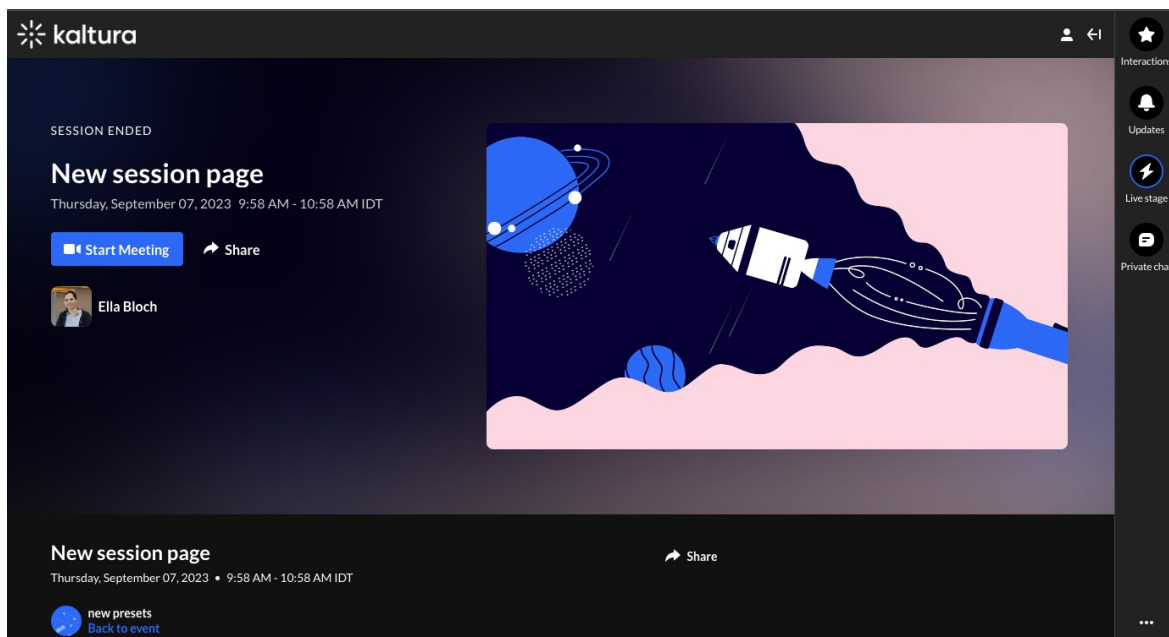 kaltura
SESSION ENDED
New session page
Thursday, September 07, 2023 9:58 AM - 10:58 AM IDT
Start Meeting
Share
Ella Bloch
New session page
Thursday, September 07, 2023 • 9:58 AM - 10:58 AM IDT
Share
new presets
Back to event
Interaction
Updates
Live stage
Private cha